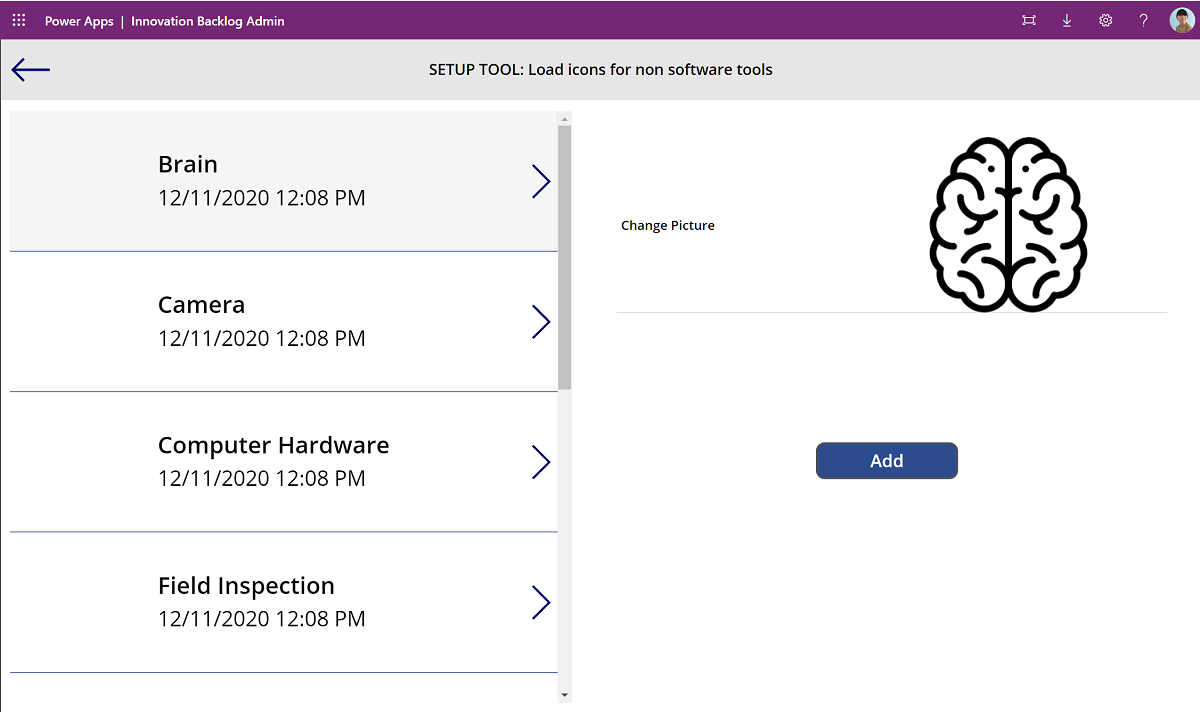 Power Apps | Innovation Backlog Admin
SETUP TOOL: Load icons for non software tools
Brain
12/11/2020 12:08 PM
Camera
12/11/2020 12:08 PM
Computer Hardware
12/11/2020 12:08 PM
Field Inspection
12/11/2020 12:08 PM
Change Picture
Add